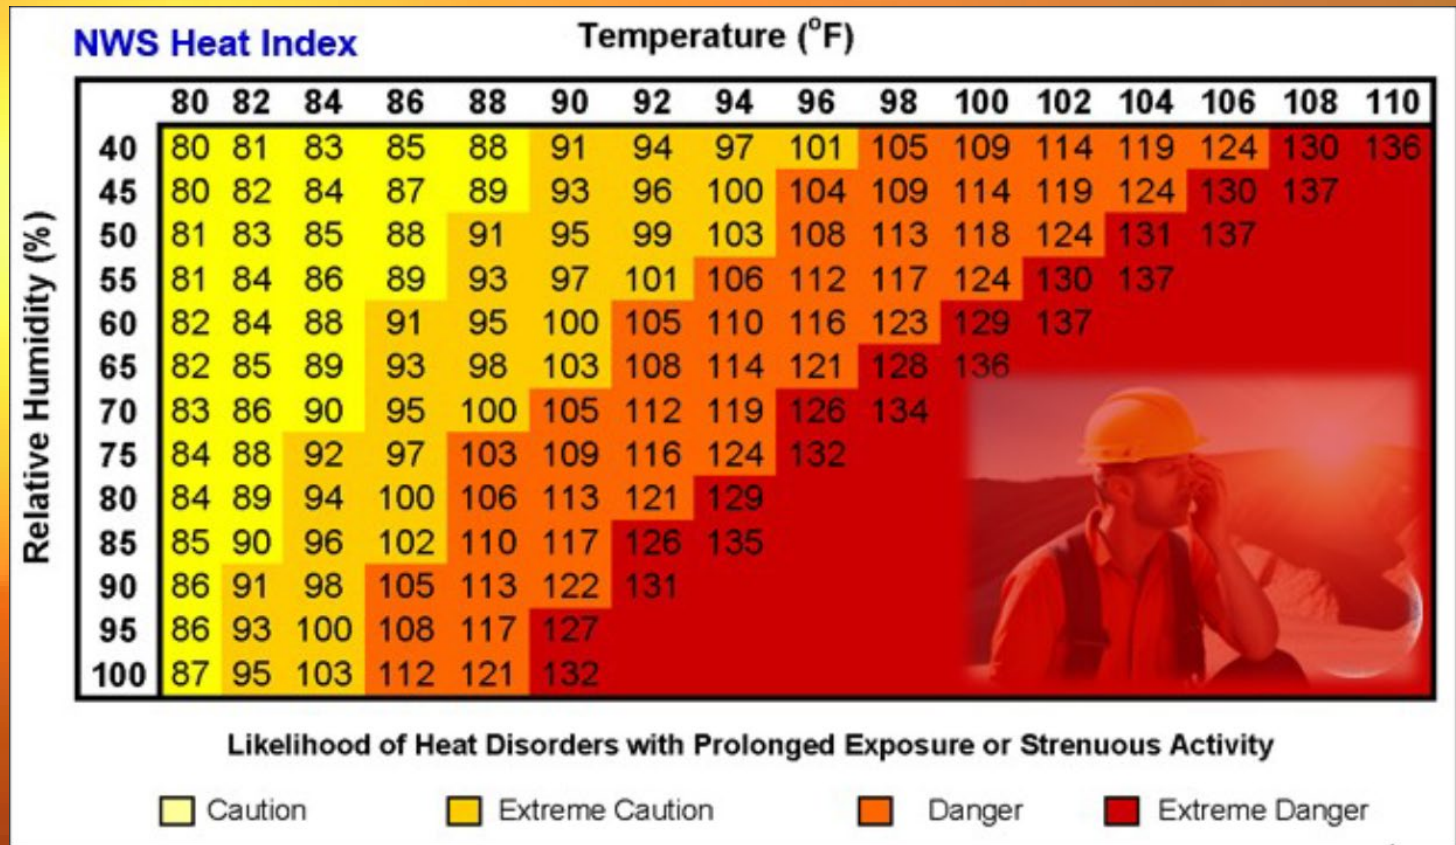 NWS Heat Index
Temperature (°F)
80 82 84 86 88 90 92 94 96 98 100 102 104 106 108 110
Relative Humidity (%)
40 80 81 83 85 88 91 94 97 101 105 109 114 119 124 130 136
45 80 82 84 87 89 93 96 100 104 109 114 119 124 130 137
50 81 83 85 88 91 95 99 103 108 113 118 124 131 137
55 81 84 86 89 93 97 101 106 112 117 124 130 137
60 82 84 88 91 95 100 105 110 116 123 129 137
65 82 85 89 93 98 103 108 114 121 128 136
70 83 86 90 95 100 105 112 119 126 134
75 84 88 92 97 103 109 116 124 132
80 84 89 94 100 106 113 121 129
85 85 90 96 102 110 117 126 135
90 86 91 98 105 113 122 131
95 86 93 100 108 117 127
100 87 95 103 112 121 132
Likelihood of Heat Disorders with Prolonged Exposure or Strenuous Activity
Caution Extreme Caution Danger Extreme Danger